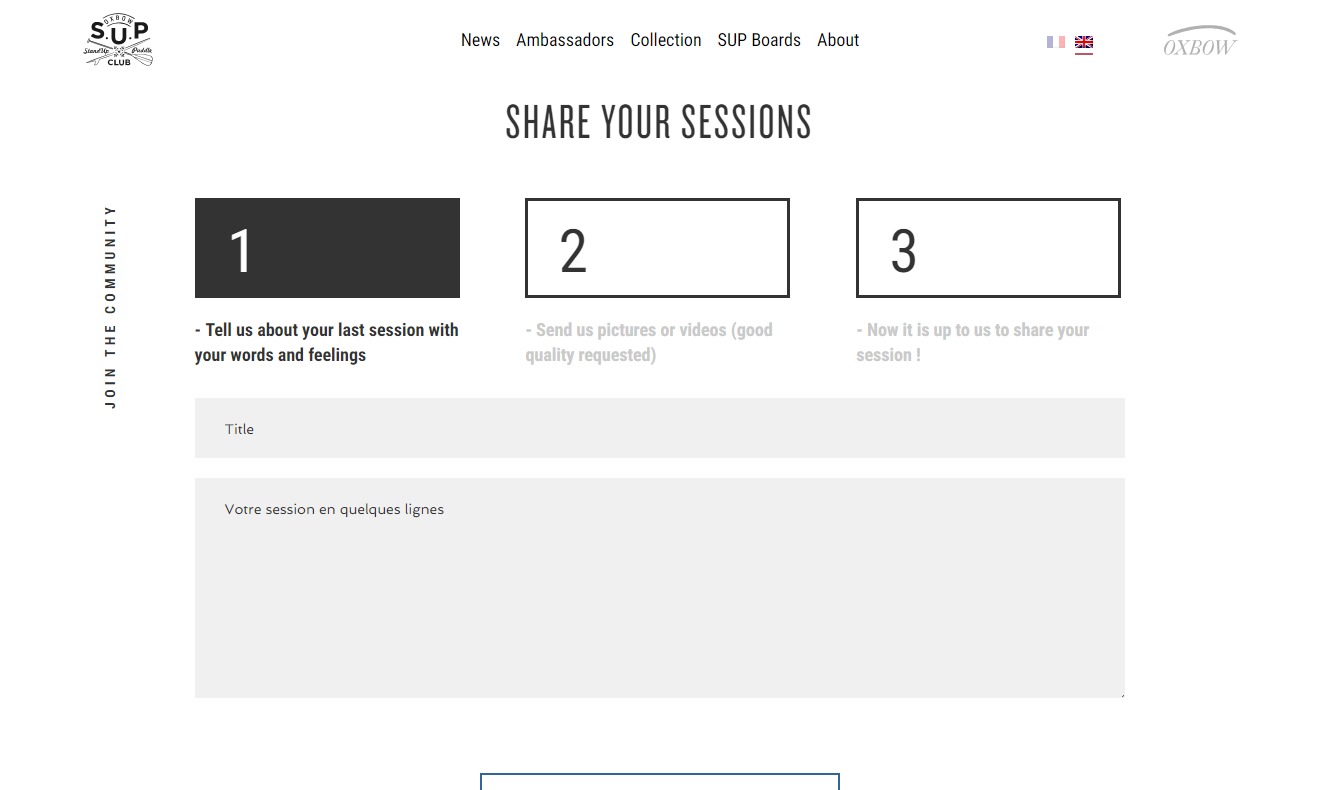 OXBOW
S.U.P
StandUp Paddle
CLUB
News Ambassadors Collection SUP Boards About
OXBOW
SHARE YOUR SESSIONS
JOIN THE COMMUNITY
1
2
3
- Tell us about your last session with
your words and feelings
- Send us pictures or videos (good
quality requested)
- Now it is up to us to share your
session !
Title
Votre session en quelques lignes